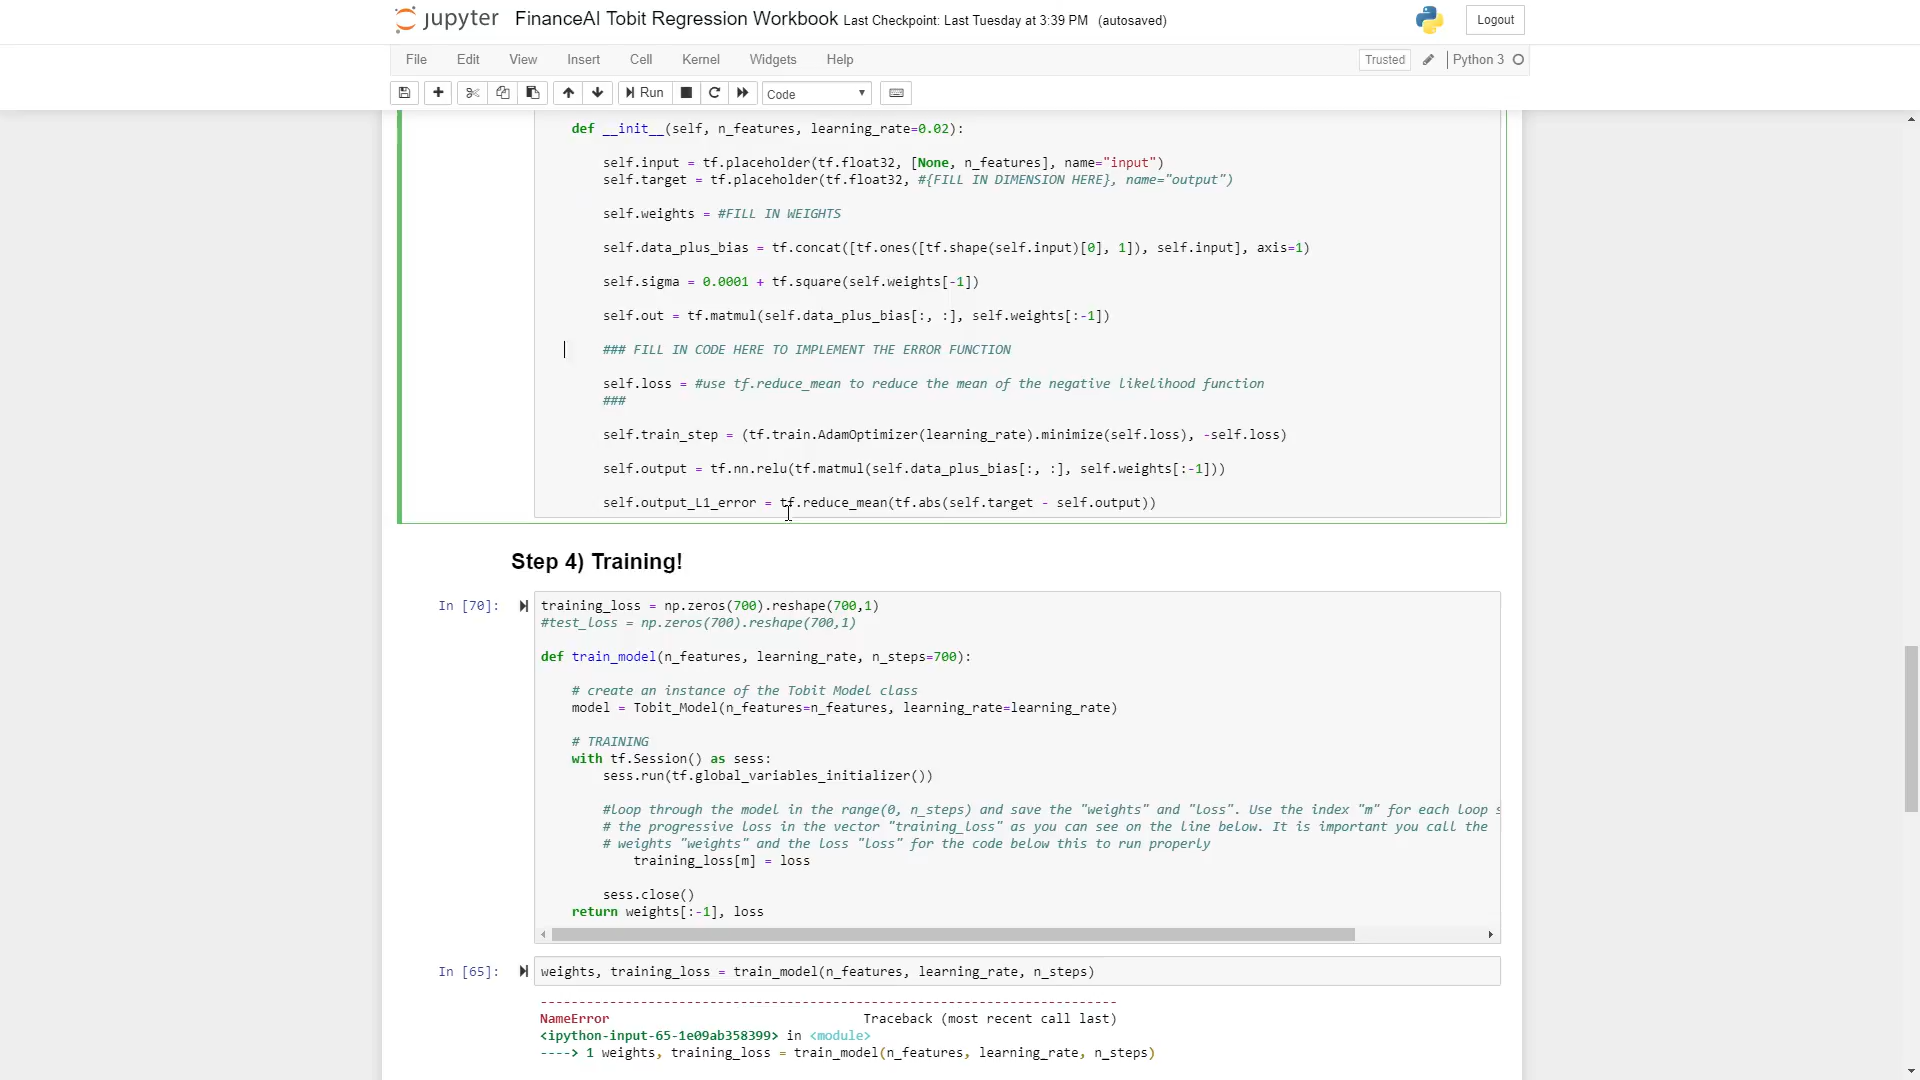 jupyter FinanceAI Tobit Regression Workbook Last Checkpoint: Last Tuesday at 3:39 PM (autosaved) Logout
File Edit View Insert Cell Kernel Widgets Help Trusted Python 3
Run Code
def __init__(self, n_features, learning_rate=0.02):
self.input = tf.placeholder(tf.float32, [None, n_features], name="input")
self.target = tf.placeholder(tf.float32, #{FILL IN DIMENSION HERE}, name="output")
self.weights = #FILL IN WEIGHTS
self.data_plus_bias = tf.concat([tf.ones([tf.shape(self.input)[0], 1]), self.input], axis=1)
self.sigma = 0.0001 + tf.square(self.weights[-1])
self.out = tf.matmul(self.data_plus_bias[:, :], self.weights[:-1])
### FILL IN CODE HERE TO IMPLEMENT THE ERROR FUNCTION
self.loss = #use tf.reduce_mean to reduce the mean of the negative likelihood function
###
self.train_step = (tf.train.AdamOptimizer(learning_rate).minimize(self.loss), -self.loss)
self.output = tf.nn.relu(tf.matmul(self.data_plus_bias[:, :], self.weights[:-1]))
self.output_L1_error = tf.reduce_mean(tf.abs(self.target - self.output))
Step 4) Training!
In [70]: training_loss = np.zeros(700).reshape(700,1)
#test_loss = np.zeros(700).reshape(700,1)
def train_model(n_features, learning_rate, n_steps=700):
# create an instance of the Tobit Model class
model = Tobit_Model(n_features=n_features, learning_rate=learning_rate)
# TRAINING
with tf.Session() as sess:
sess.run(tf.global_variables_initializer())
#loop through the model in the range(0, n_steps) and save the "weights" and "loss". Use the index "m" for each loop s
# the progressive loss in the vector "training_loss" as you can see on the line below. It is important you call the
# weights "weights" and the loss "loss" for the code below this to run properly
training_loss[m] = loss
sess.close()
return weights[:-1], loss
In [65]: weights, training_loss = train_model(n_features, learning_rate, n_steps)
---------------------------------------------------------------------------
NameError Traceback (most recent call last)
<ipython-input-65-1e09ab358399> in <module>
----> 1 weights, training_loss = train_model(n_features, learning_rate, n_steps)